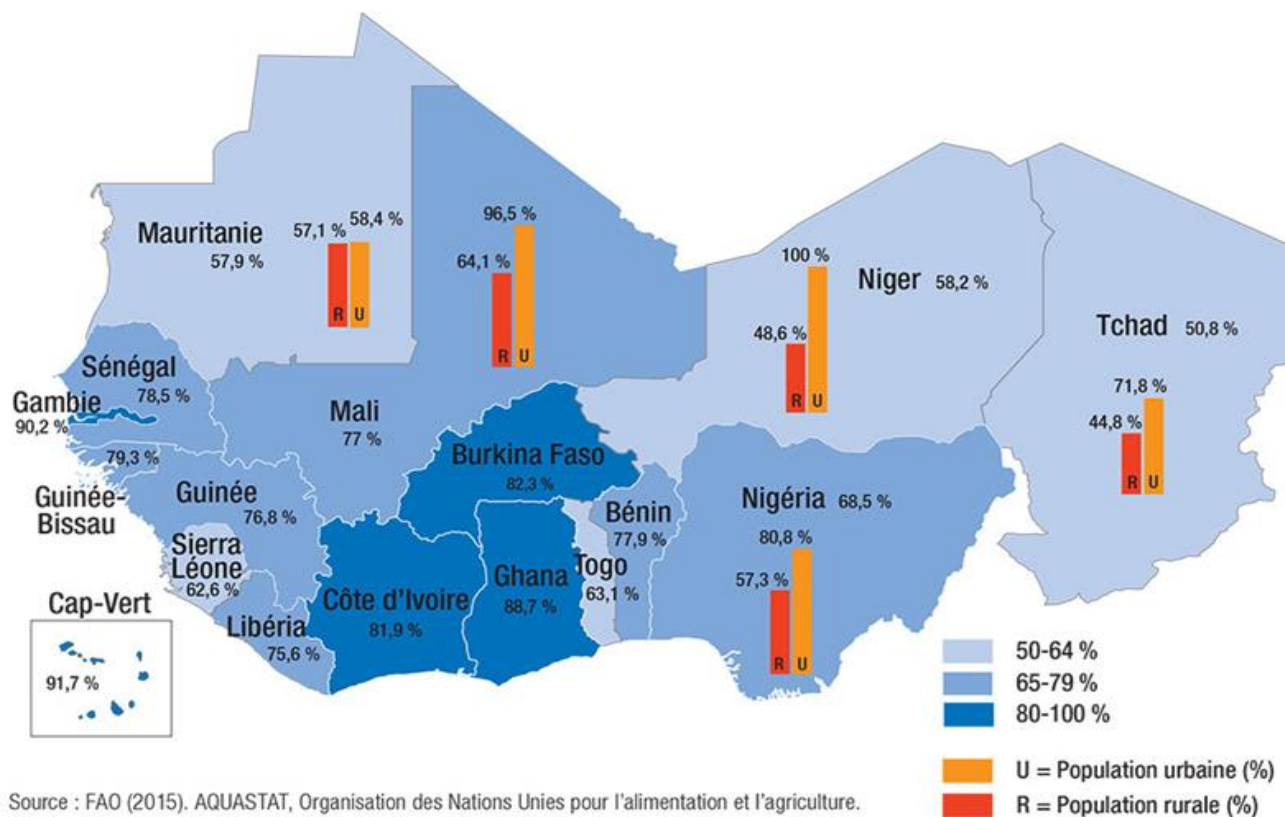 Mauritanie
57,9 %
57,1 %
58,4 %
R
U
96,5 %
64,1 %
R
U
100 %
48,6 %
R
U
Niger
58,2 %
Tchad
50,8 %
71,8 %
44,8 %
R
U
Sénégal
78,5 %
Gambie
90,2 %
Mali
77 %
79,3 %
Guinée-
Bissau
Guinée
76,8 %
Burkina Faso
82,3 %
Bénin
77,9 %
Nigéria
68,5 %
80,8 %
57,3 %
R
U
Sierra
Léone
62,6 %
Togo
63,1 %
Ghana
88,7 %
Côte d'Ivoire
81,9 %
Libéria
75,6 %
Cap-Vert
91,7 %
50-64 %
65-79 %
80-100 %
U = Population urbaine (%)
R = Population rurale (%)
Source : FAO (2015). AQUASTAT, Organisation des Nations Unies pour l'alimentation et l'agriculture.